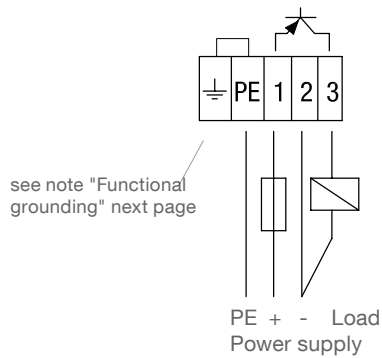 PE 1 2 3
see note "Functional
grounding" next page
PE + - Load
Power supply